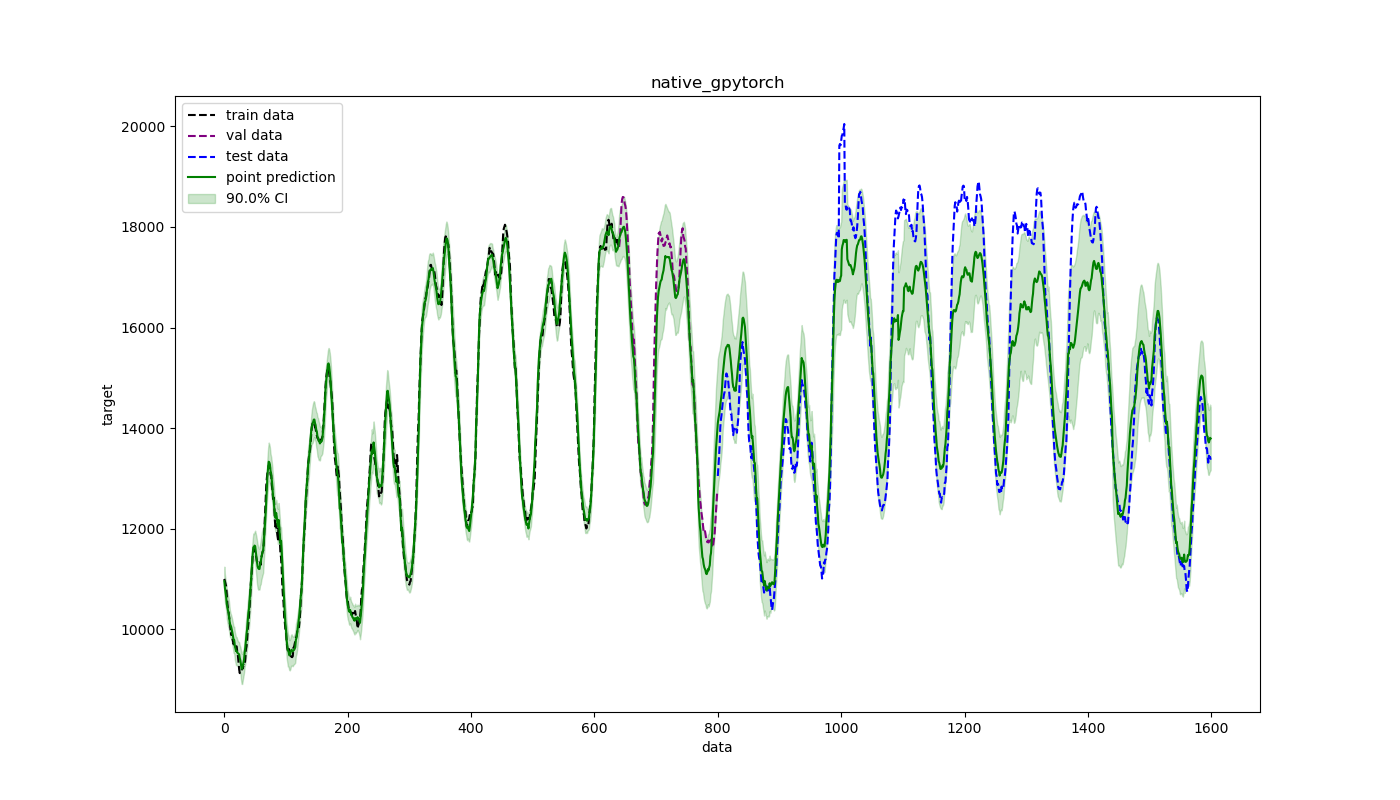 native_gpytorch
train data
val data
test data
point prediction
90.0% CI
20000
18000
16000
14000
12000
10000
target
0 200 400 600 800 1000 1200 1400 1600
data